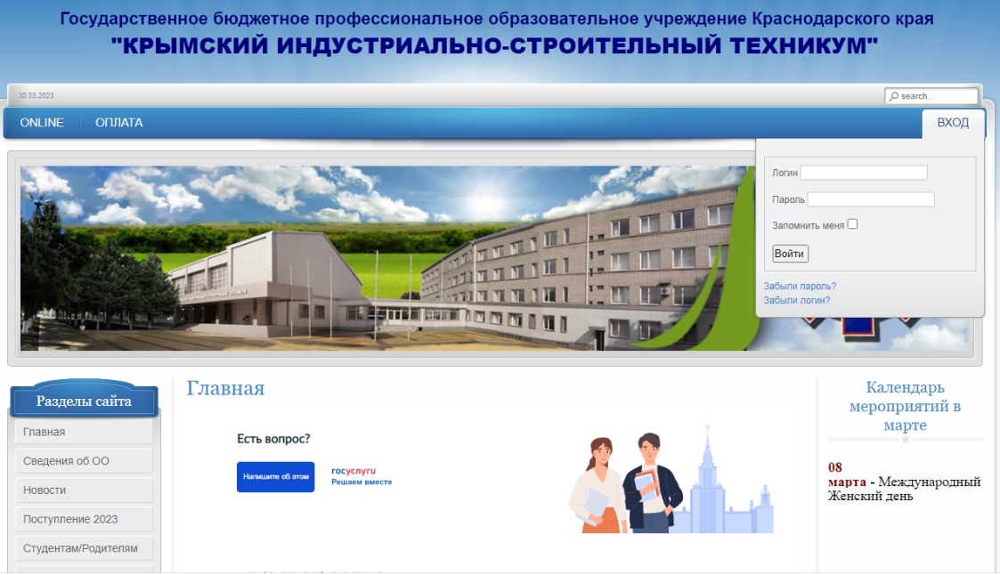 Государственное бюджетное профессиональное образовательное учреждение Краснодарского края
"КРЫМСКИЙ ИНДУСТРИАЛЬНО-СТРОИТЕЛЬНЫЙ ТЕХНИКУМ"
30.03.2023
search...
ONLINE
ОПЛАТА
ВХОД
Логин
Пароль
Запомнить меня
Войти
Забыли пароль?
Забыли логин?
Разделы сайта
Главная
Сведения об ОО
Новости
Поступление 2023
Студентам/Родителям
Главная
Есть вопрос?
Напишите об этом
госуслуги
Решаем вместе
Календарь
мероприятий в
марте
08
марта - Международный
Женский день